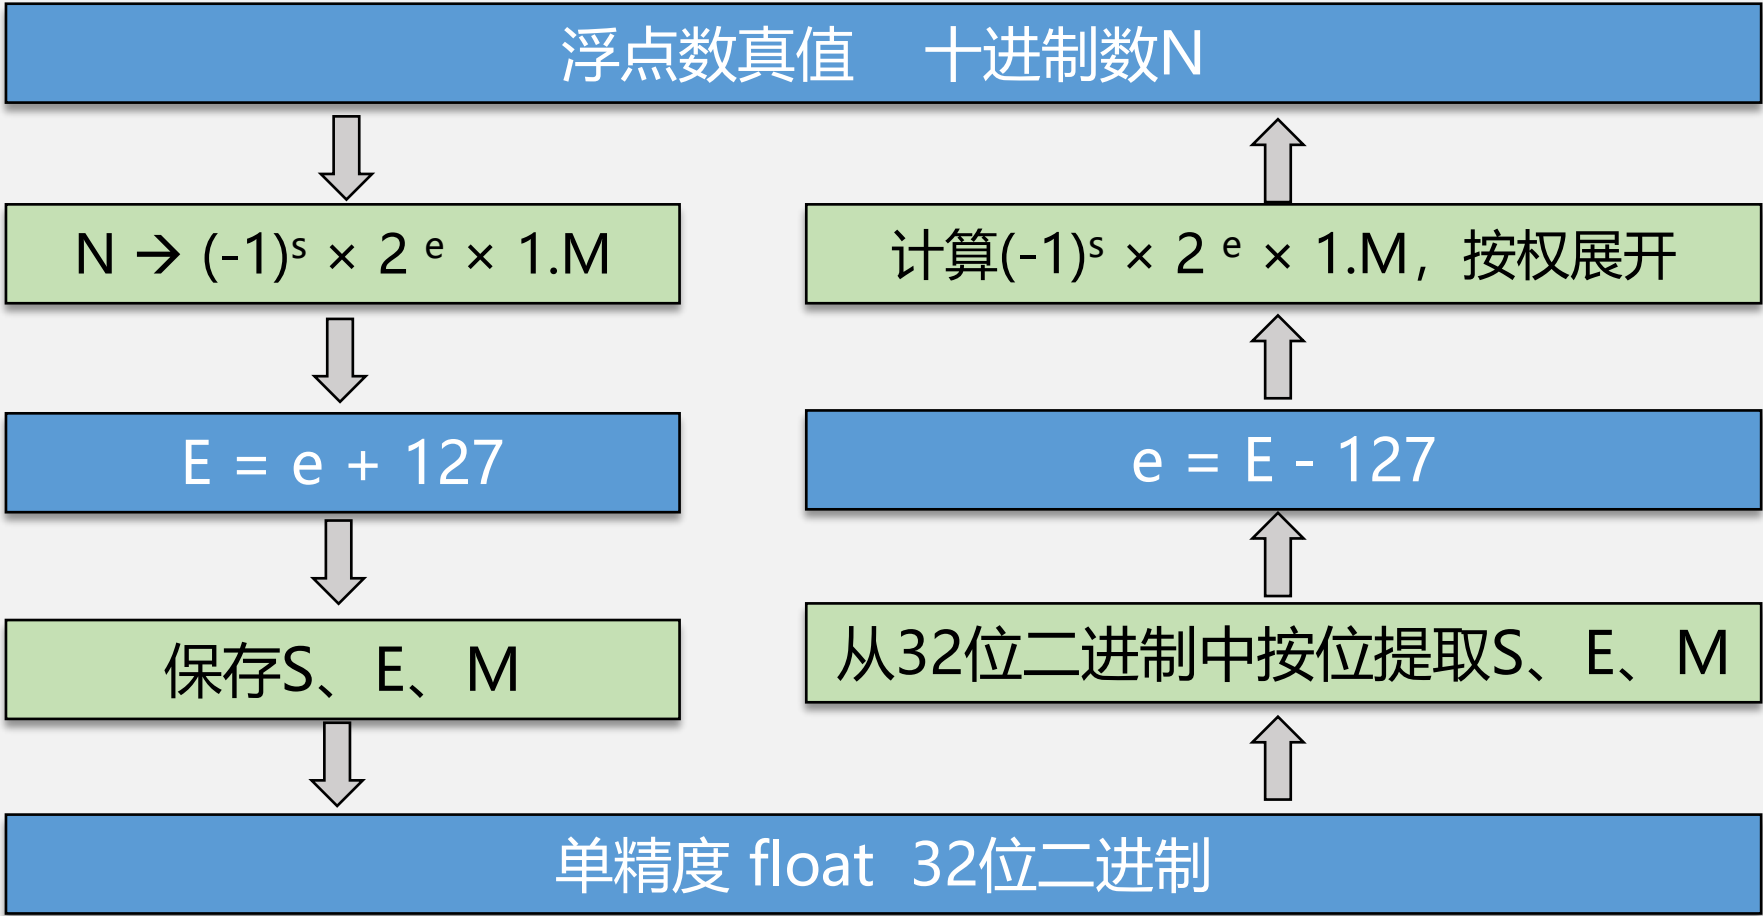 浮点数真值 十进制数N
N → (-1)ˢ × 2 ᵉ × 1.M
计算(-1)ˢ × 2 ᵉ × 1.M，按权展开
E = e + 127
e = E - 127
保存S、E、M
从32位二进制中按位提取S、E、M
单精度 float 32位二进制